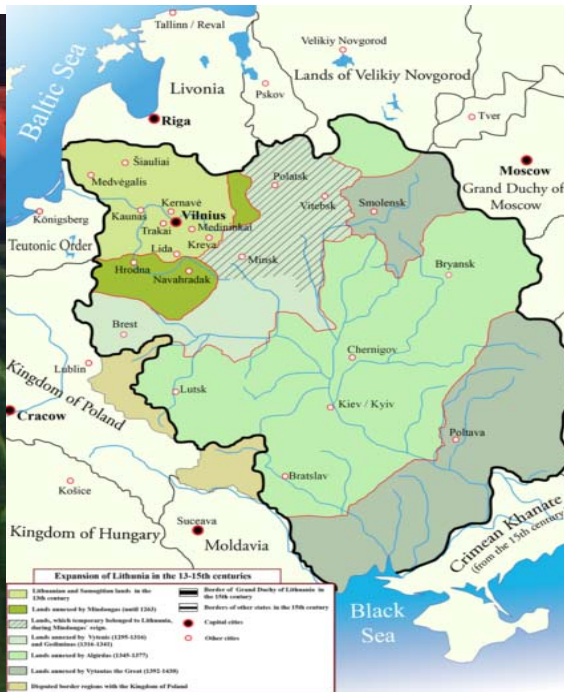 Tallinn / Reval
Baltic Sea
Livonia
Riga
Pskov
Velikiy Novgorod
Lands of Velikiy Novgorod
Tver
Moscow
Grand Duchy of
Moscow
Šiauliai
Medvėgalis
Polatsk
Vitebsk
Smolensk
Königsberg
Teutonic Order
Kaunas
Kernavė
Vilnius
Trakai
Medininkai
Kreva
Lida
Minsk
Hrodna
Navahradak
Bryansk
Brest
Chernigov
Lublin
Kingdom of Poland
Lutsk
Kiev / Kyiv
Cracow
Poltava
Bratslav
Košice
Kingdom of Hungary
Suceava
Moldavia
Crimean Khanate
(from the 15th century)
Black
Sea
Expansion of Lithunia in the 13-15th centuries
Lithunian and Samogitian lands in the
13th century
Lands annexed by Mindaugas (until 1263)
Lands, which temporary belonged to Lithuania,
during Mindaugas' reign.
Lands annexed by Vytenis (1295-1316)
and Gediminas (1316-1341)
Lands annexed by Algirdas (1345-1377)
Lands annexed by Vytautas the Great (1392-1430)
Disputed border regions with the Kingdom of Poland
Border of Grand Duchy of Lithuania in
the 15th century
Borders of other states in the 15th century
Capital cities
Other cities